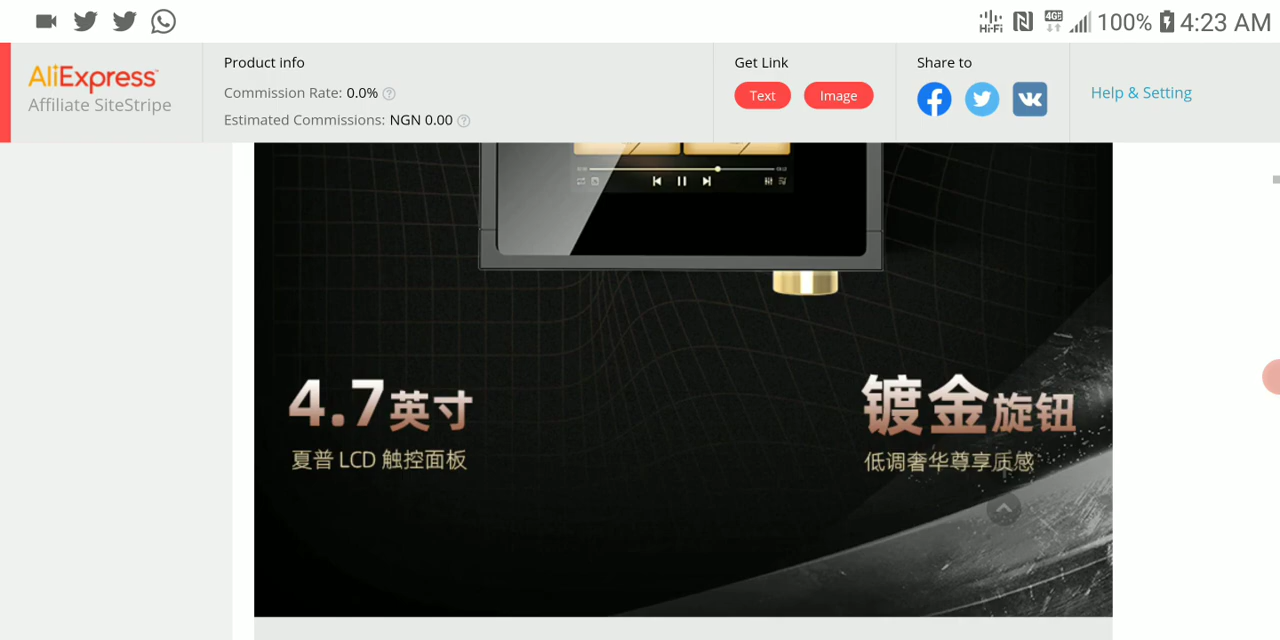 100%
4:23 AM
AliExpress
Affiliate SiteStripe
Product info
Commission Rate: 0.0%
Estimated Commissions: NGN 0.00
Get Link
Text
Image
Share to
Help & Setting
4.7英寸
夏普 LCD 触控面板
镀金旋钮
低调奢华尊享质感